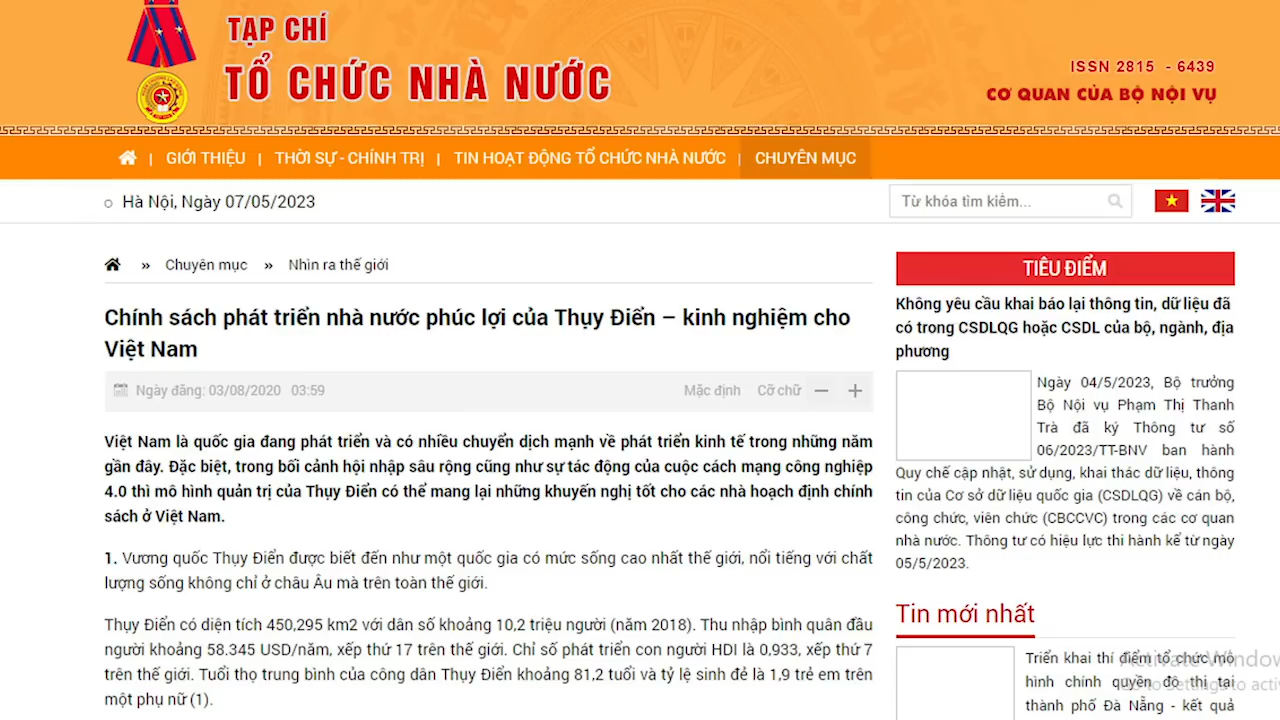 TẠP CHÍ
TỔ CHỨC NHÀ NƯỚC
ISSN 2815 - 6439
CƠ QUAN CỦA BỘ NỘI VỤ
| GIỚI THIỆU | THỜI SỰ - CHÍNH TRỊ | TIN HOẠT ĐỘNG TỔ CHỨC NHÀ NƯỚC | CHUYÊN MỤC
Hà Nội, Ngày 07/05/2023
Từ khóa tìm kiếm...
» Chuyên mục » Nhìn ra thế giới
Chính sách phát triển nhà nước phúc lợi của Thụy Điển – kinh nghiệm cho
Việt Nam
Ngày đăng: 03/08/2020 03:59
Mặc định Cỡ chữ
Việt Nam là quốc gia đang phát triển và có nhiều chuyển dịch mạnh về phát triển kinh tế trong những năm
gần đây. Đặc biệt, trong bối cảnh hội nhập sâu rộng cũng như sự tác động của cuộc cách mạng công nghiệp
4.0 thì mô hình quản trị của Thụy Điển có thể mang lại những khuyến nghị tốt cho các nhà hoạch định chính
sách ở Việt Nam.
1. Vương quốc Thụy Điển được biết đến như một quốc gia có mức sống cao nhất thế giới, nổi tiếng với chất
lượng sống không chỉ ở châu Âu mà trên toàn thế giới.
Thụy Điển có diện tích 450,295 km2 với dân số khoảng 10,2 triệu người (năm 2018). Thu nhập bình quân đầu
người khoảng 58.345 USD/năm, xếp thứ 17 trên thế giới. Chỉ số phát triển con người HDI là 0,933, xếp thứ 7
trên thế giới. Tuổi thọ trung bình của công dân Thụy Điển khoảng 81,2 tuổi và tỷ lệ sinh đẻ là 1,9 trẻ em trên
một phụ nữ (1).
TIÊU ĐIỂM
Không yêu cầu khai báo lại thông tin, dữ liệu đã
có trong CSDLQG hoặc CSDL của bộ, ngành, địa
phương
Ngày 04/5/2023, Bộ trưởng
Bộ Nội vụ Phạm Thị Thanh
Trà đã ký Thông tư số
06/2023/TT-BNV ban hành
Quy chế cập nhật, sử dụng, khai thác dữ liệu, thông
tin của Cơ sở dữ liệu quốc gia (CSDLQG) về cán bộ,
công chức, viên chức (CBCCVC) trong các cơ quan
nhà nước. Thông tư có hiệu lực thi hành kể từ ngày
05/5/2023.
Tin mới nhất
Triển khai thí điểm tổ chức mô
hình chính quyền đô thị tại
thành phố Đà Nẵng - kết quả
Activate Window
Go to Settings to activ